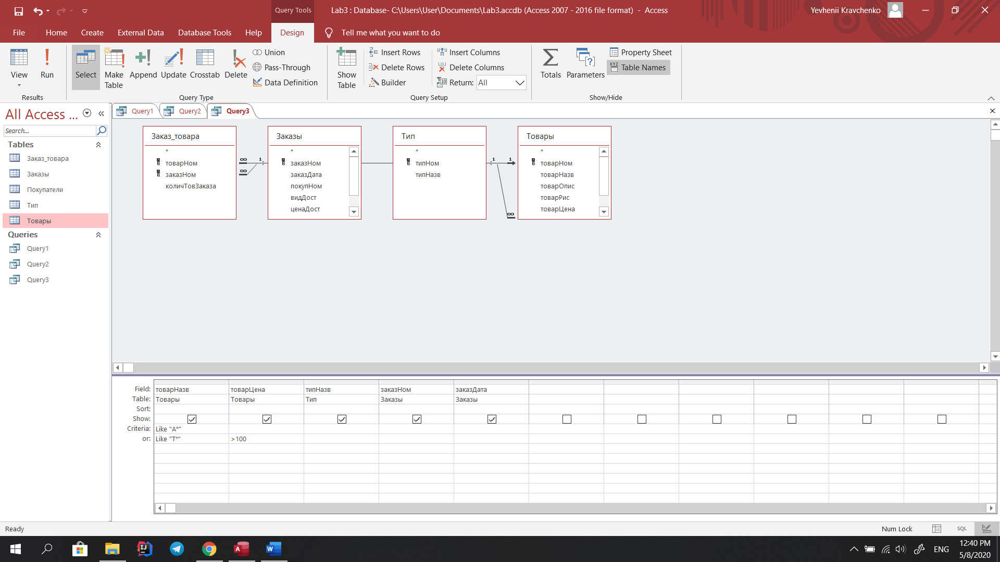 Query Tools
Lab3 : Database- C:\Users\User\Documents\Lab3.accdb (Access 2007 - 2016 file format) - Access
Yevhenii Kravchenko
File
Home
Create
External Data
Database Tools
Help
Design
Tell me what you want to do
View
Run
Select
Make Table
Append
Update
Crosstab
Delete
Union
Pass-Through
Data Definition
Show Table
Insert Rows
Delete Rows
Builder
Insert Columns
Delete Columns
Return: All
Totals
Parameters
Property Sheet
Table Names
Results
Query Type
Query Setup
Show/Hide
All Access ...
Search...
Tables
Заказ_товара
Заказы
Покупатели
Тип
Товары
Queries
Query1
Query2
Query3
Query1
Query2
Query3
Заказ_товара
*
товарНом
заказНом
количТовЗаказа
∞
∞
1
Заказы
*
заказНом
заказДата
покупНом
видДост
ценаДост
Тип
*
типНом
типНазв
1
1
∞
Товары
*
товарНом
товарНазв
товарОпис
товарРис
товарЦена
Field: товарНазв товарЦена типНазв заказНом заказДата
Table: Товары Товары Тип Заказы Заказы
Sort:
Show:
Criteria: Like "A*"
or: Like "T*" >100
Ready
Num Lock
SQL
ENG
12:40 PM
5/8/2020